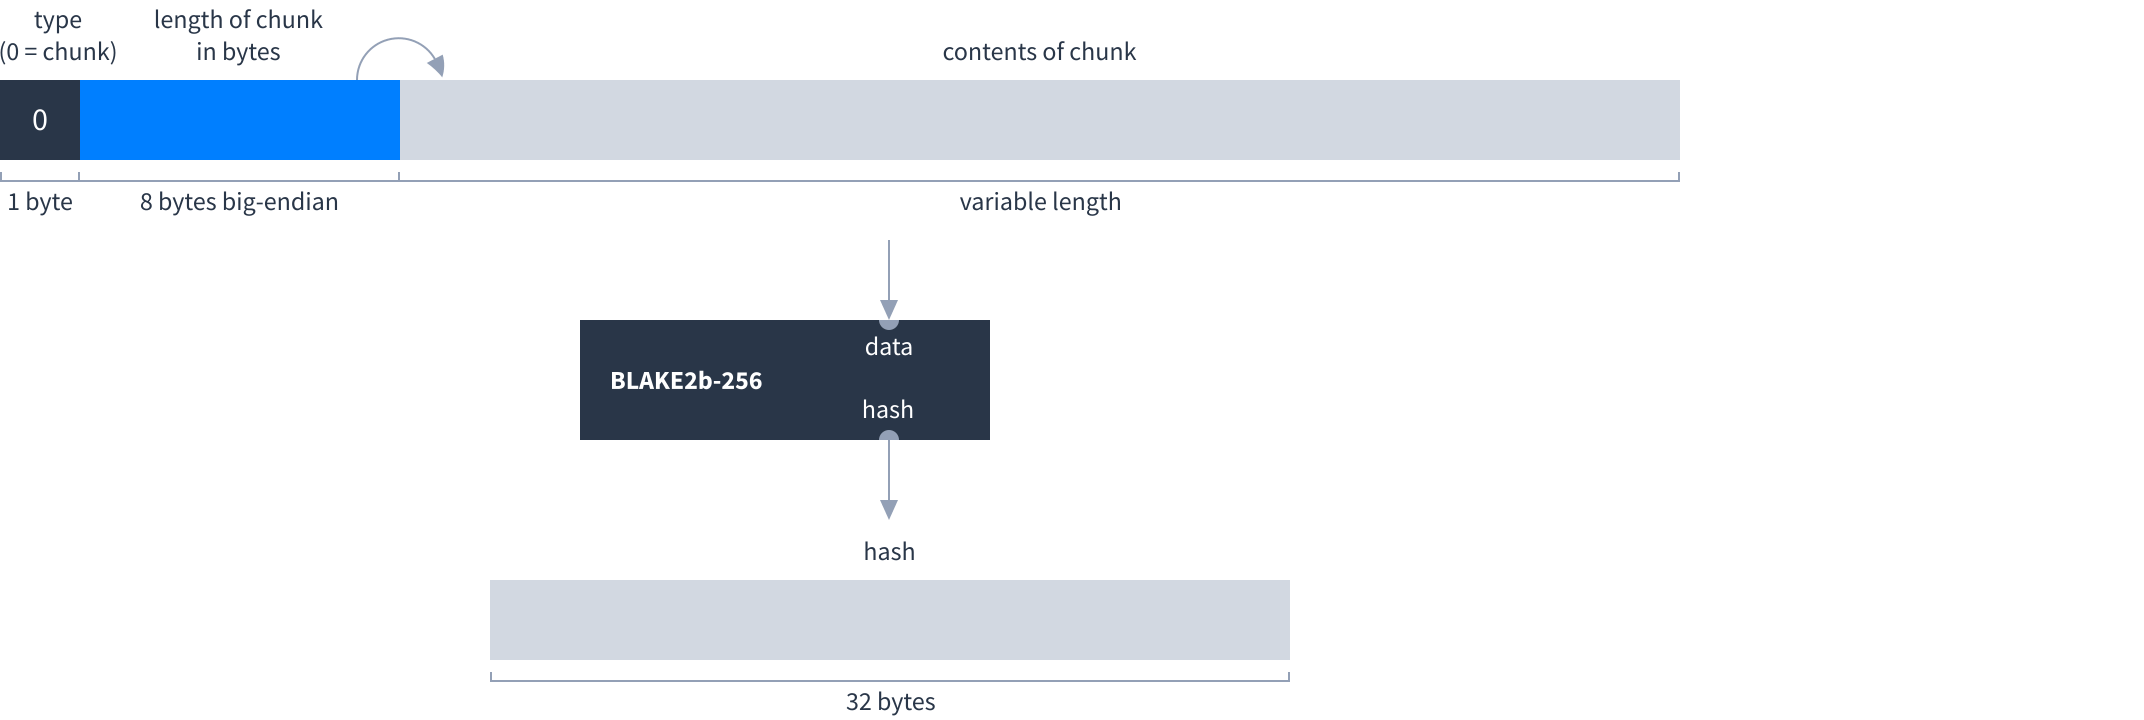 type
(0 = chunk)
length of chunk
in bytes
contents of chunk
0
1 byte
8 bytes big-endian
variable length
data
BLAKE2b-256
hash
hash
32 bytes